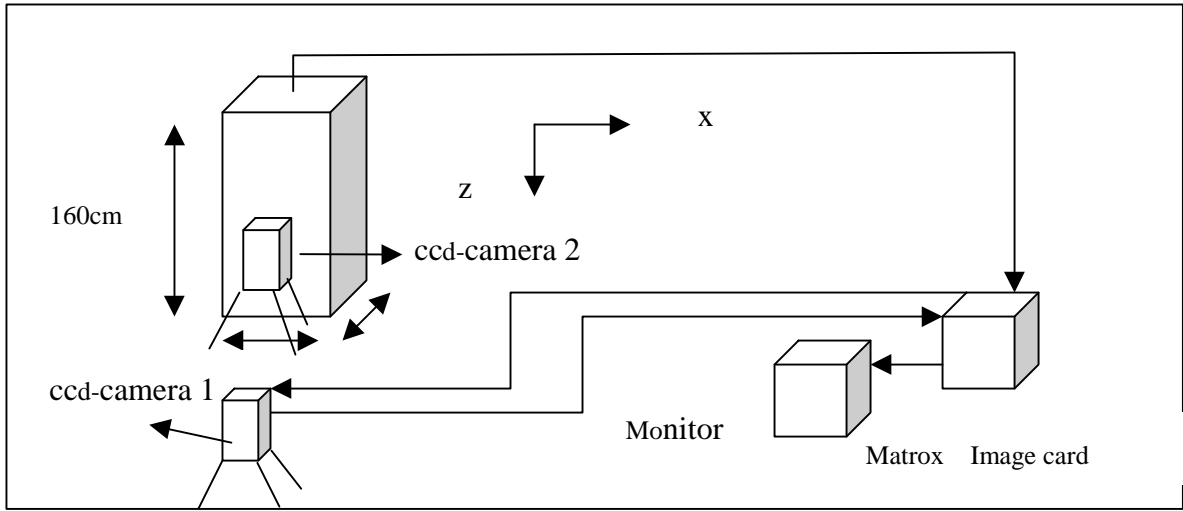 x
z
160cm
ccd-camera 2
ccd-camera 1
Monitor
Matrox Image card